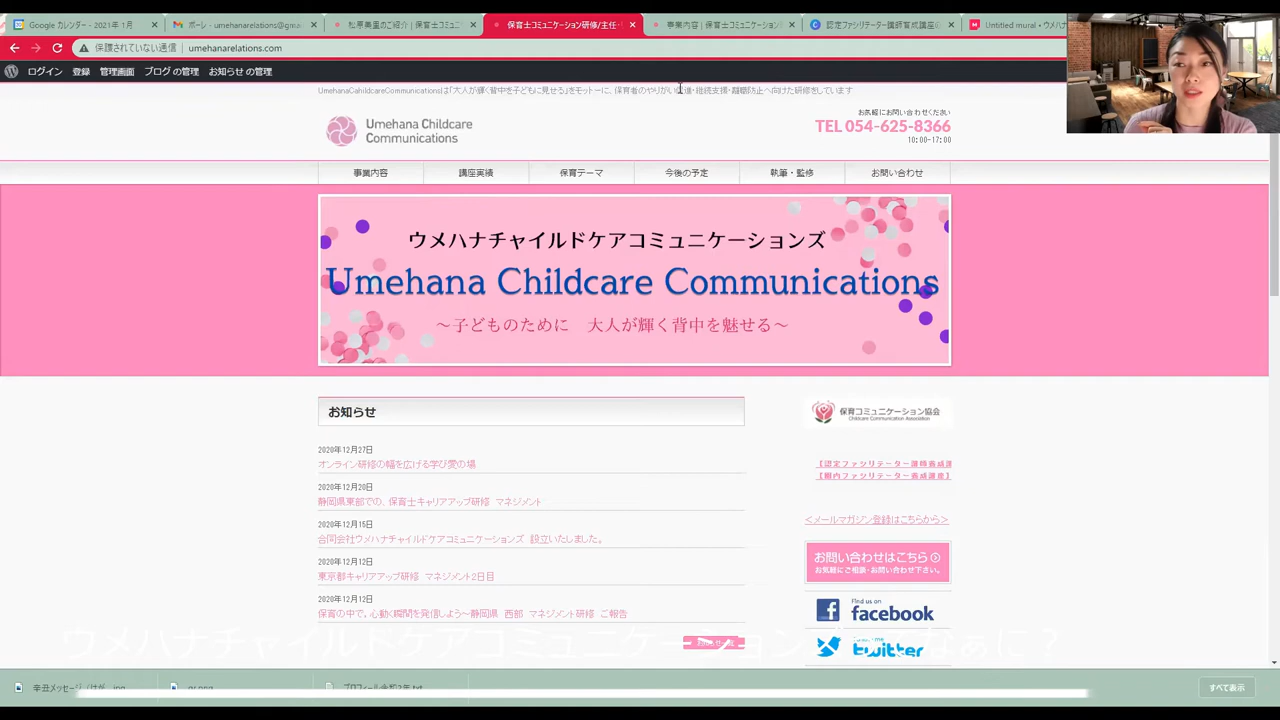 Google カレンダー - 2021年 1月
松原美里のご紹介 | 保育士コミュニ
保育士コミュニケーション研修/主任・
事業内容 | 保育士コミュニケーション
認定ファシリテーター講師育成講座の
Untitled mural • ウメハナ
保護されていない通信 | umehanarelations.com
ログイン 登録 管理画面 ブログ の管理 お知らせ の管理
お気軽にお問い合わせください
Umehana Childcare
Communications
TEL 054-625-8366
10:00-17:00
事業内容 講座実績 保育テーマ 今後の予定 執筆・監修 お問い合わせ
ウメハナチャイルドケアコミュニケーションズ
Umehana Childcare Communications
～子どものために 大人が輝く背中を魅せる～
お知らせ
2020年12月27日
オンライン研修の幅を広げる学び愛の場
2020年12月20日
静岡県東部での、保育士キャリアアップ研修 マネジメント
2020年12月15日
合同会社ウメハナチャイルドケアコミュニケーションズ 設立いたしました。
2020年12月12日
東京都キャリアアップ研修 マネジメント2日目
2020年12月12日
保育の中で、心動く瞬間を発信しよう～静岡県 西部 マネジメント研修 ご報告
保育コミュニケーション協会
Childcare Communication Association
【認定ファシリテーター講師養成講
【園内ファシリテーター養成講座】
＜メールマガジン登録はこちらから＞
お問い合わせはこちら
お気軽にご相談・お問い合わせ下さい。
Find us on
facebook
twitter
すべて表示